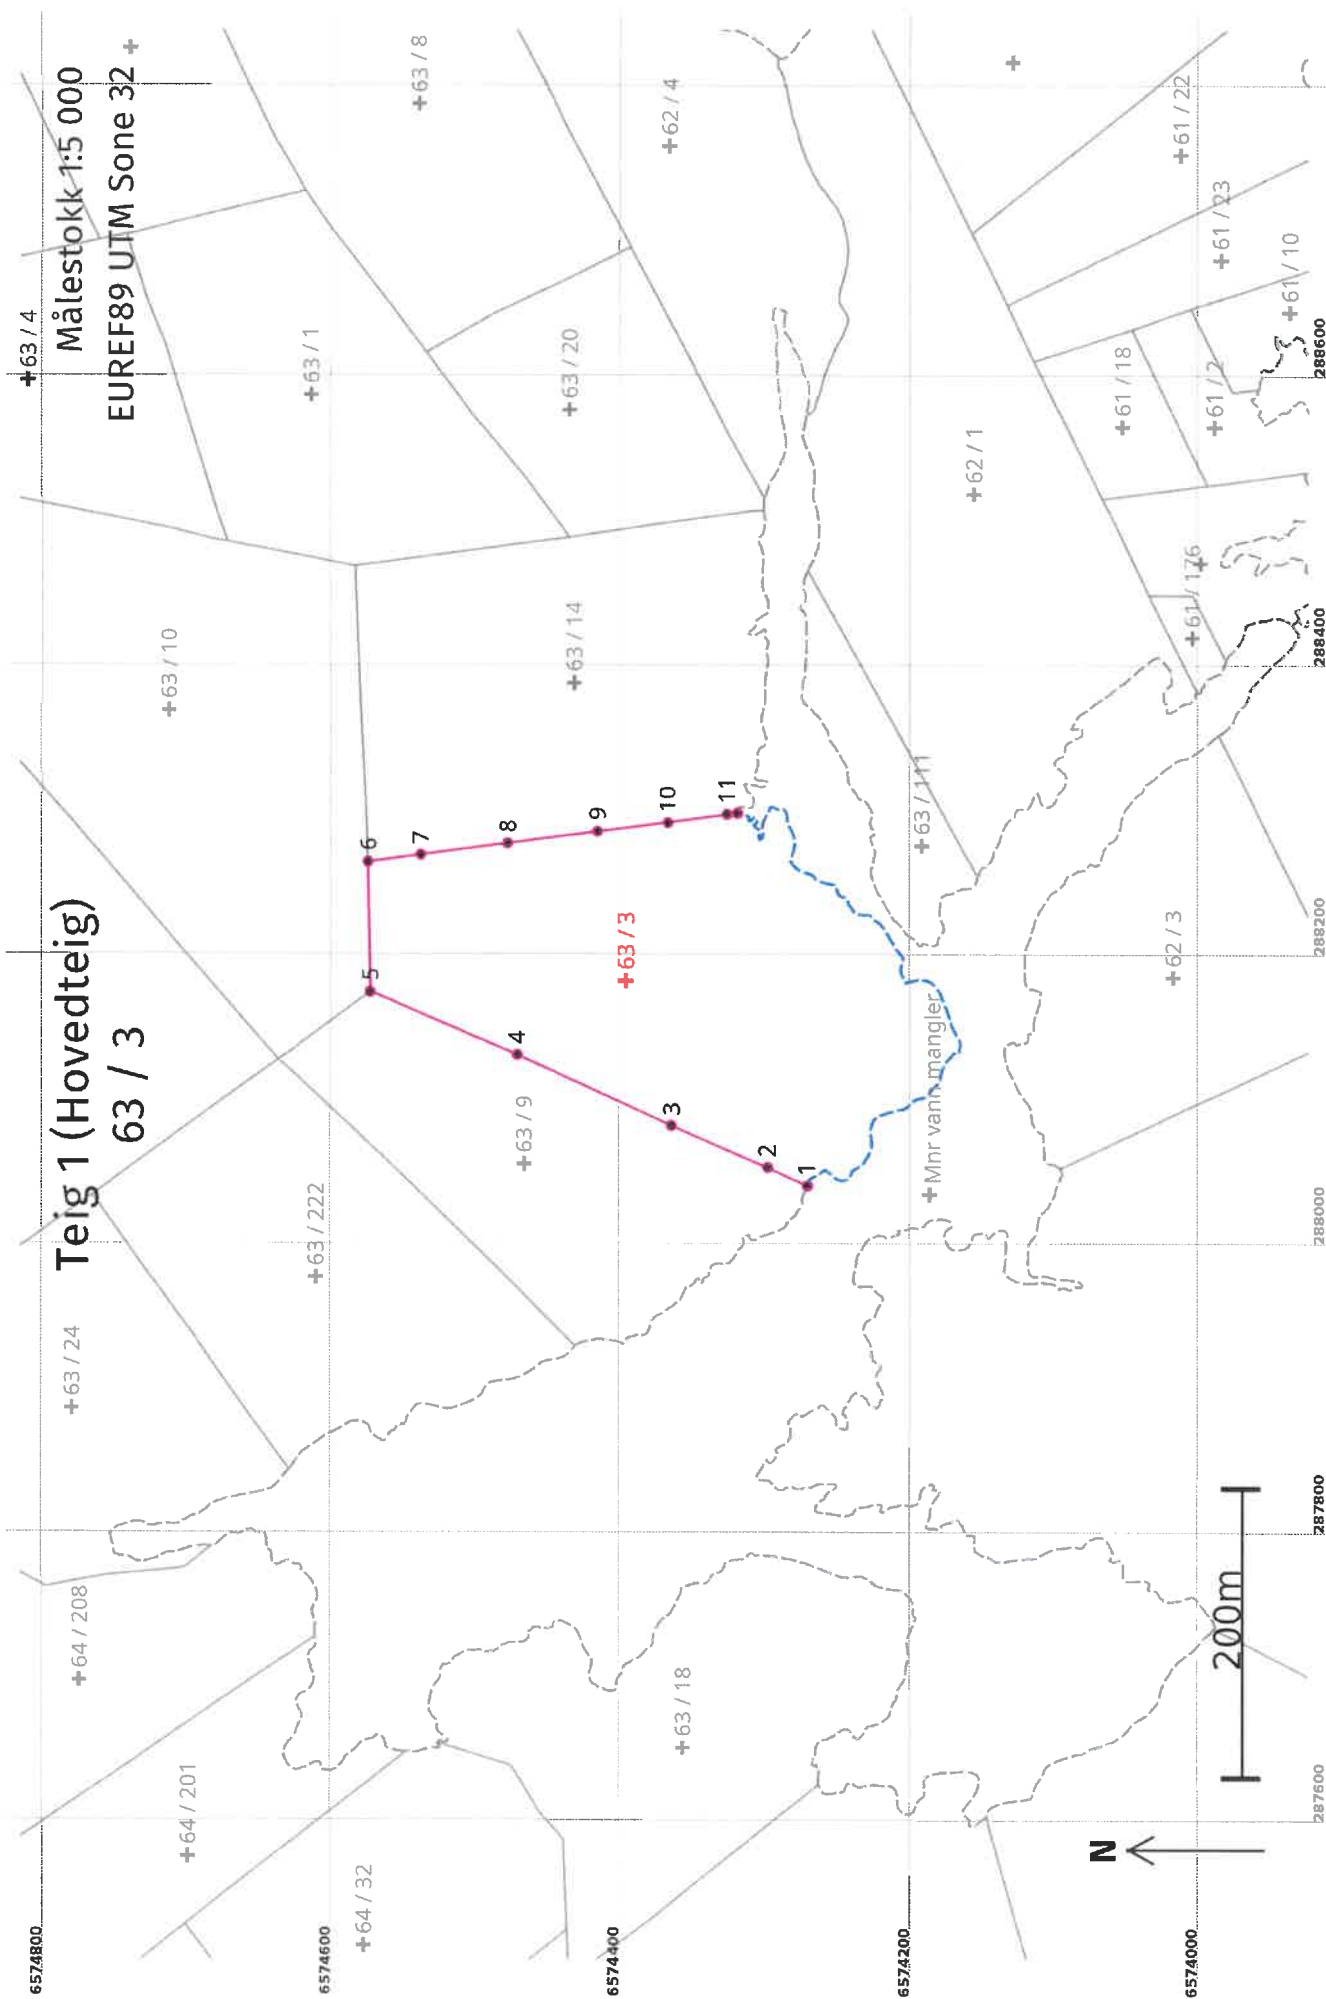 Teig 1 (Hovedteig)
63 / 3
Målestokk 1:5 000
EUREF89 UTM Sone 32
6574800
6574600
6574400
6574200
6574000
287600
287800
288000
288200
288400
288600
+64 / 208
+63 / 24
+63 / 10
+63 / 4
+63 / 8
+64 / 201
+64 / 32
+63 / 222
+63 / 1
+63 / 9
+63 / 14
+63 / 20
+62 / 4
+63 / 3
+63 / 18
+Mnr vann mangler
+63 / 111
+62 / 1
+62 / 3
+61 / 176
+61 / 18
+61 / 2
+61 / 22
+61 / 23
+61 / 10
1
2
3
4
5
6
7
8
9
10
11
N
200m